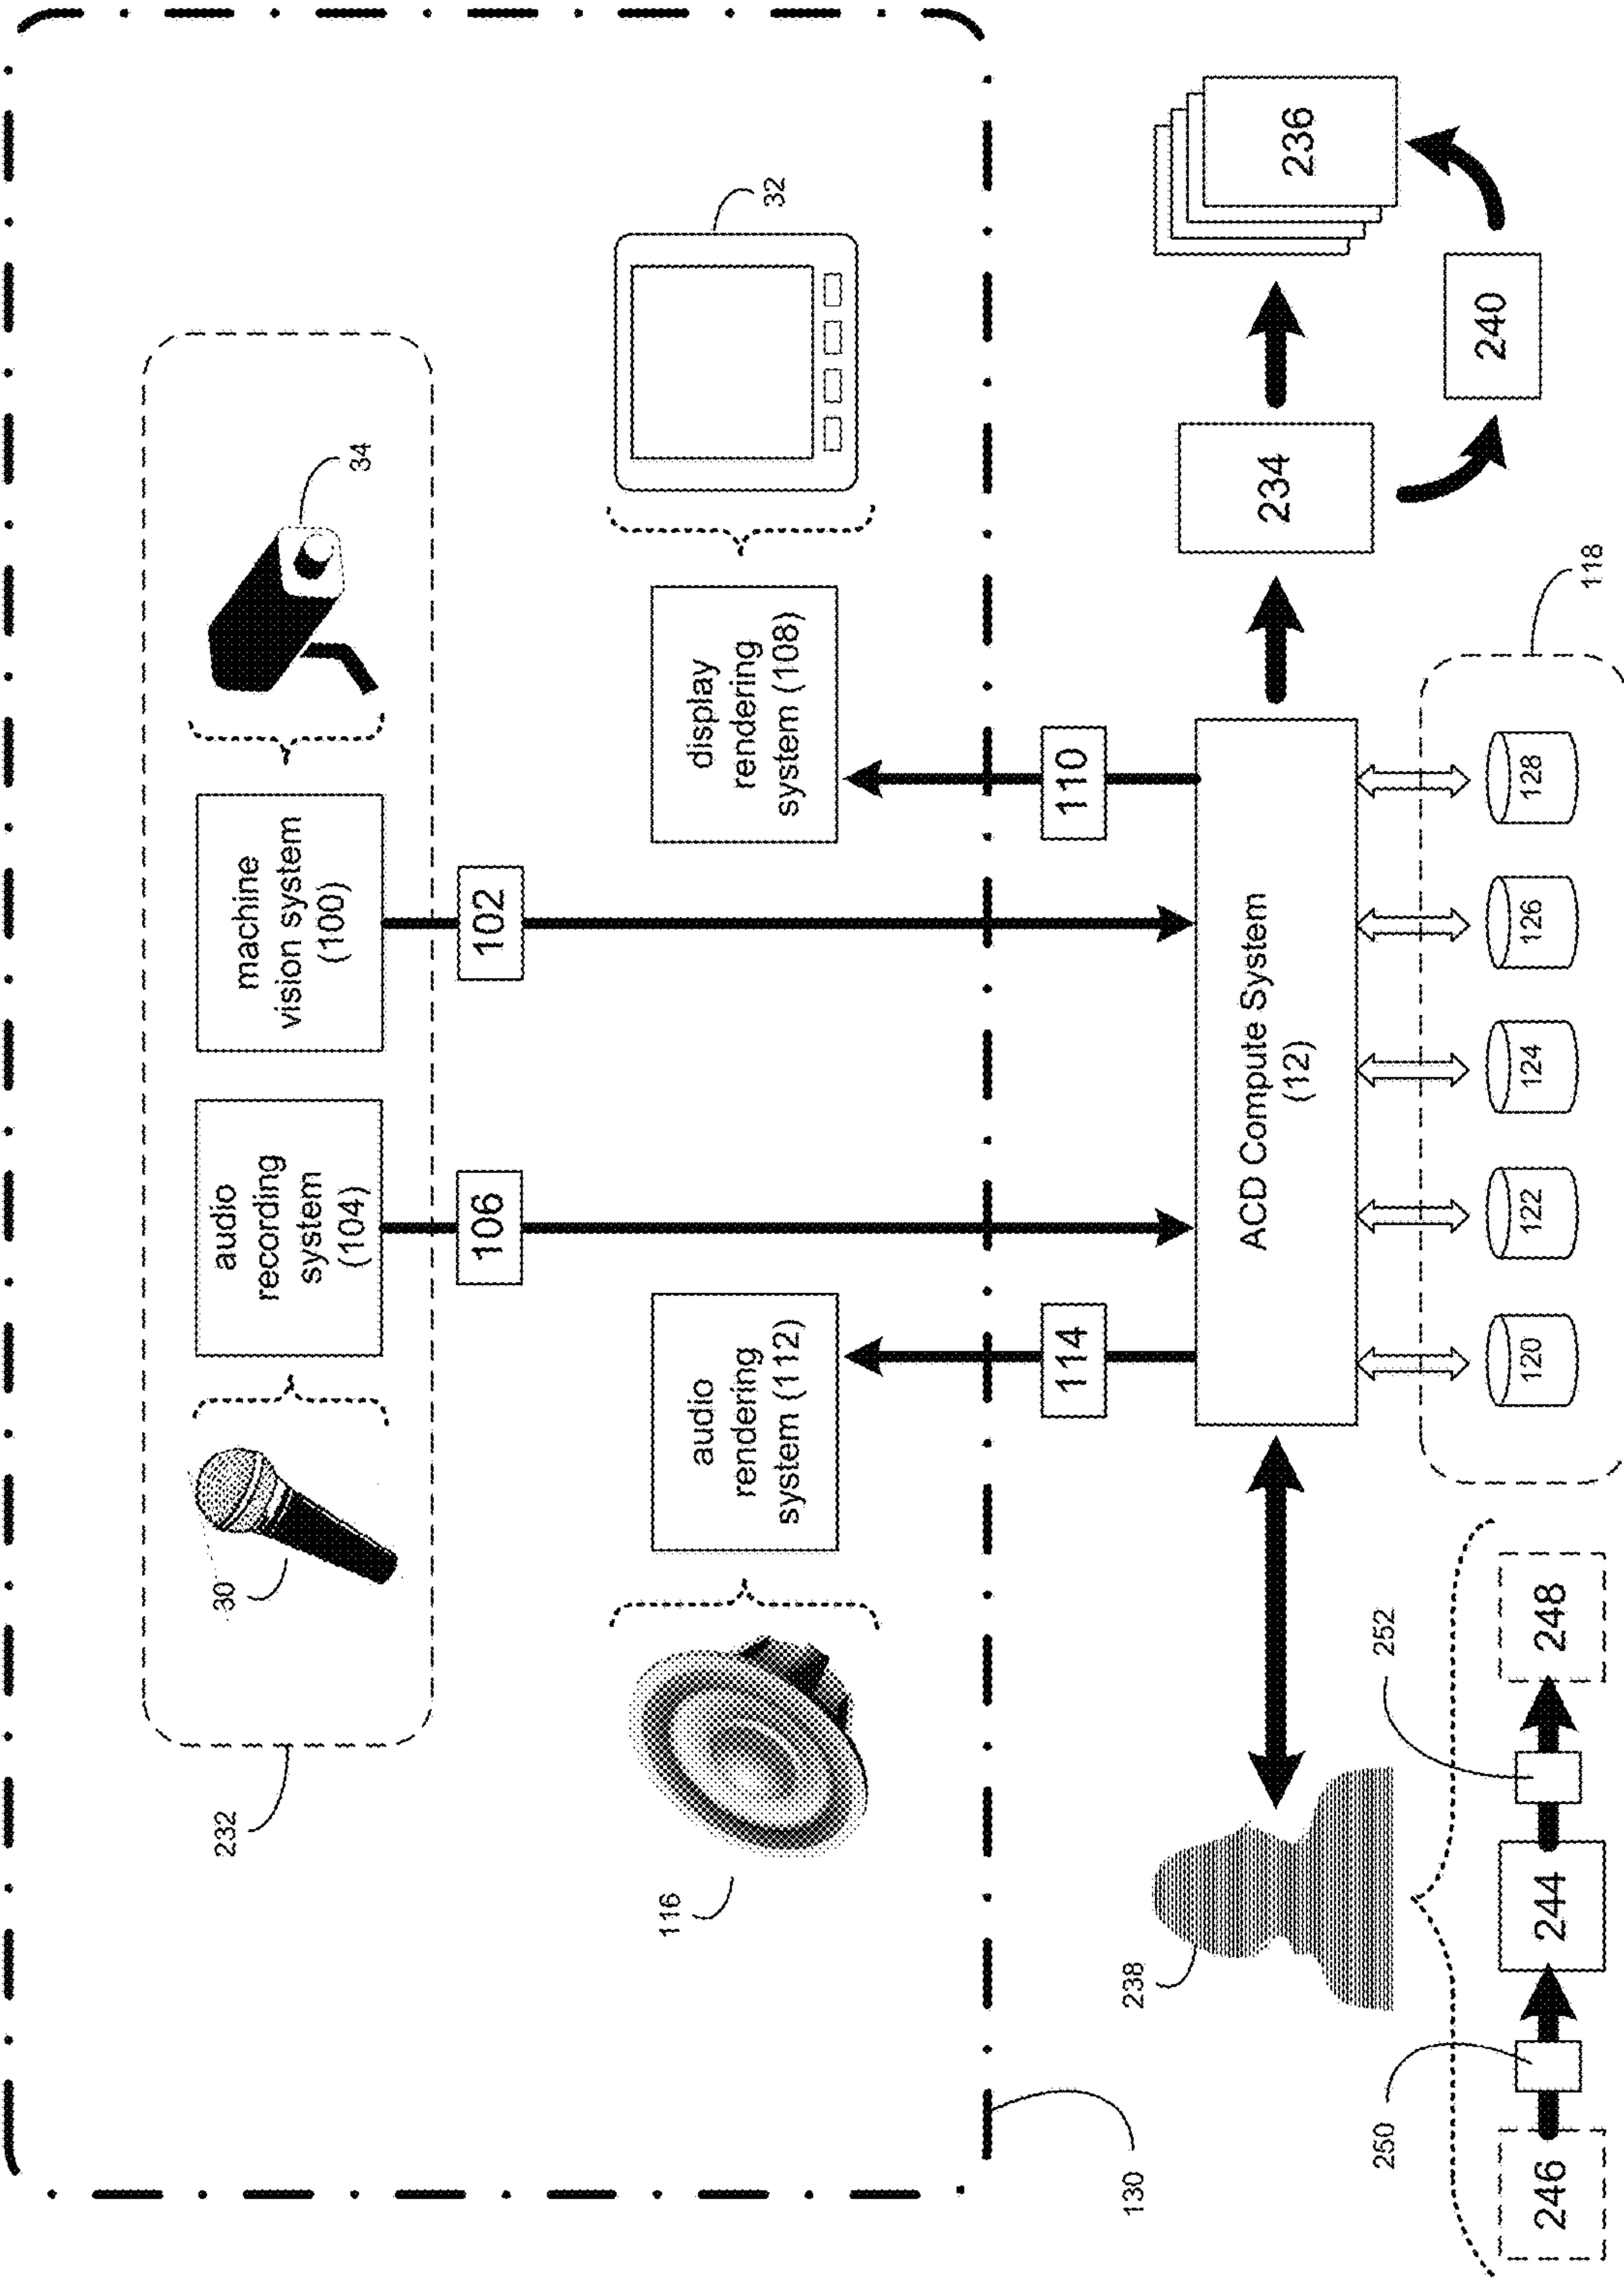 232
30
audio
recording
system
(104)
machine
vision system
(100)
34
106
102
116
audio
rendering
system (112)
display
rendering
system (108)
32
130
114
110
238
ACD Compute System
(12)
234
236
240
118
120
122
124
126
128
250
252
246
244
248